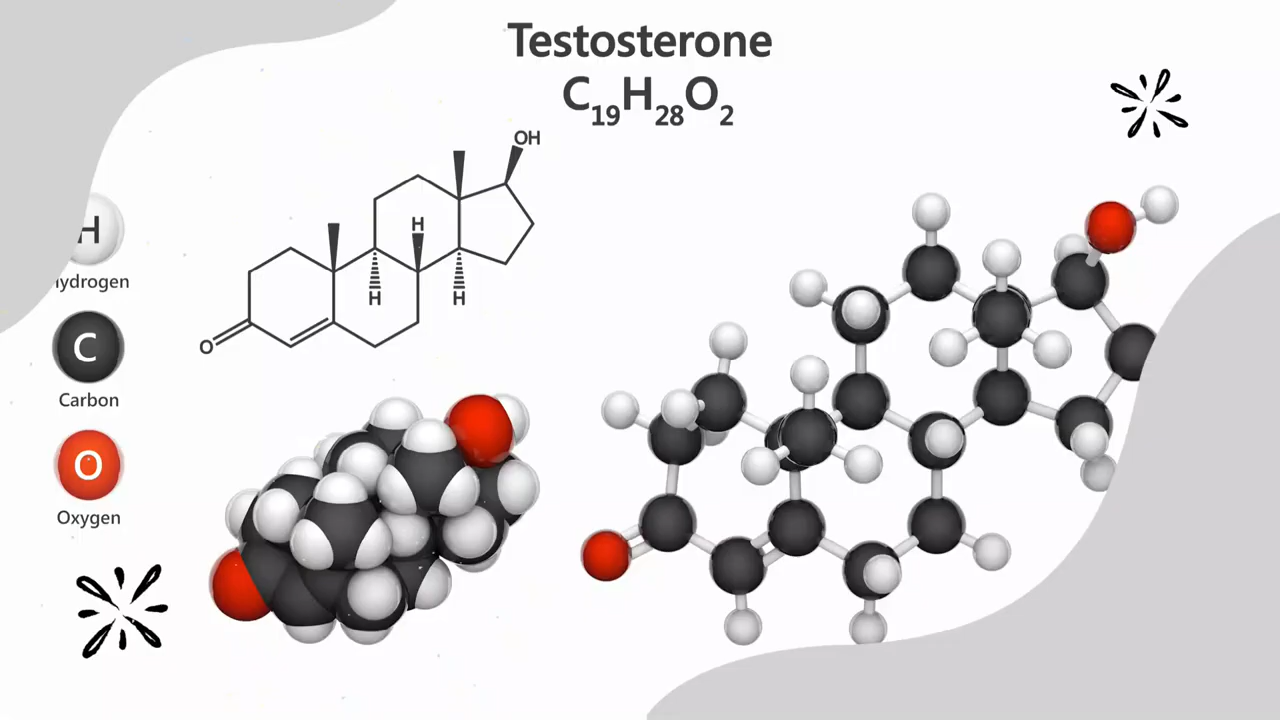 Testosterone
C₁₉H₂₈O₂
OH
H
H
H
O
H
ydrogen
C
Carbon
O
Oxygen